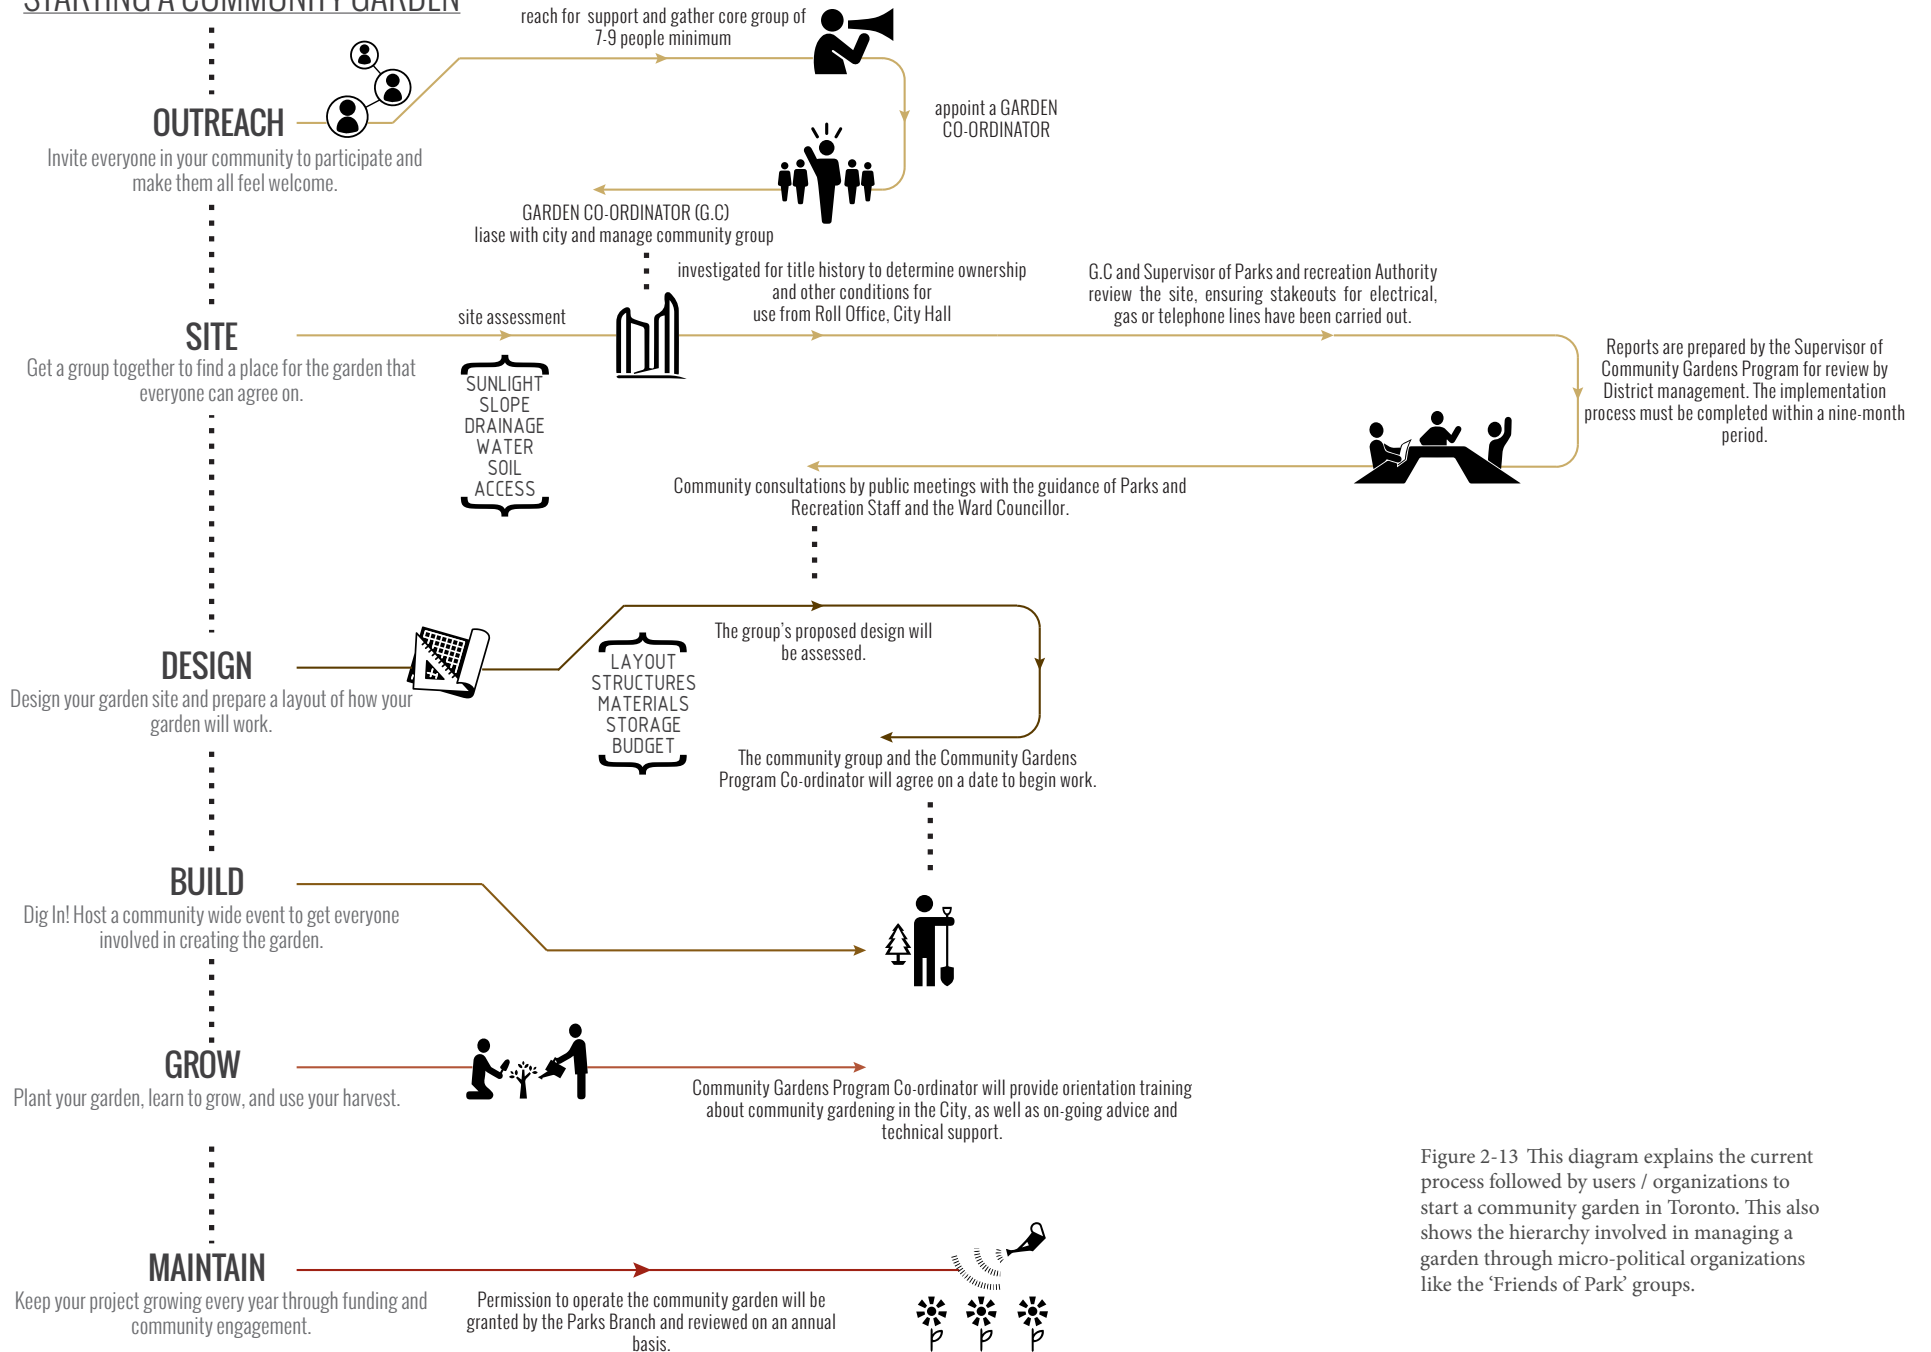 STARTING A COMMUNITY GARDEN
reach for support and gather core group of
7-9 people minimum
appoint a GARDEN
CO-ORDINATOR
OUTREACH
Invite everyone in your community to participate and
make them all feel welcome.
GARDEN CO-ORDINATOR (G.C)
liase with city and manage community group
SITE
Get a group together to find a place for the garden that
everyone can agree on.
site assessment
SUNLIGHT
SLOPE
DRAINAGE
WATER
SOIL
ACCESS
investigated for title history to determine ownership
and other conditions for
use from Roll Office, City Hall
G.C and Supervisor of Parks and recreation Authority
review the site, ensuring stakeouts for electrical,
gas or telephone lines have been carried out.
Reports are prepared by the Supervisor of
Community Gardens Program for review by
District management. The implementation
process must be completed within a nine-month
period.
Community consultations by public meetings with the guidance of Parks and
Recreation Staff and the Ward Councillor.
DESIGN
Design your garden site and prepare a layout of how your
garden will work.
LAYOUT
STRUCTURES
MATERIALS
STORAGE
BUDGET
The group's proposed design will
be assessed.
The community group and the Community Gardens
Program Co-ordinator will agree on a date to begin work.
BUILD
Dig In! Host a community wide event to get everyone
involved in creating the garden.
GROW
Plant your garden, learn to grow, and use your harvest.
Community Gardens Program Co-ordinator will provide orientation training
about community gardening in the City, as well as on-going advice and
technical support.
MAINTAIN
Keep your project growing every year through funding and
community engagement.
Permission to operate the community garden will be
granted by the Parks Branch and reviewed on an annual
basis.
Figure 2-13 This diagram explains the current
process followed by users / organizations to
start a community garden in Toronto. This also
shows the hierarchy involved in managing a
garden through micro-political organizations
like the ‘Friends of Park’ groups.